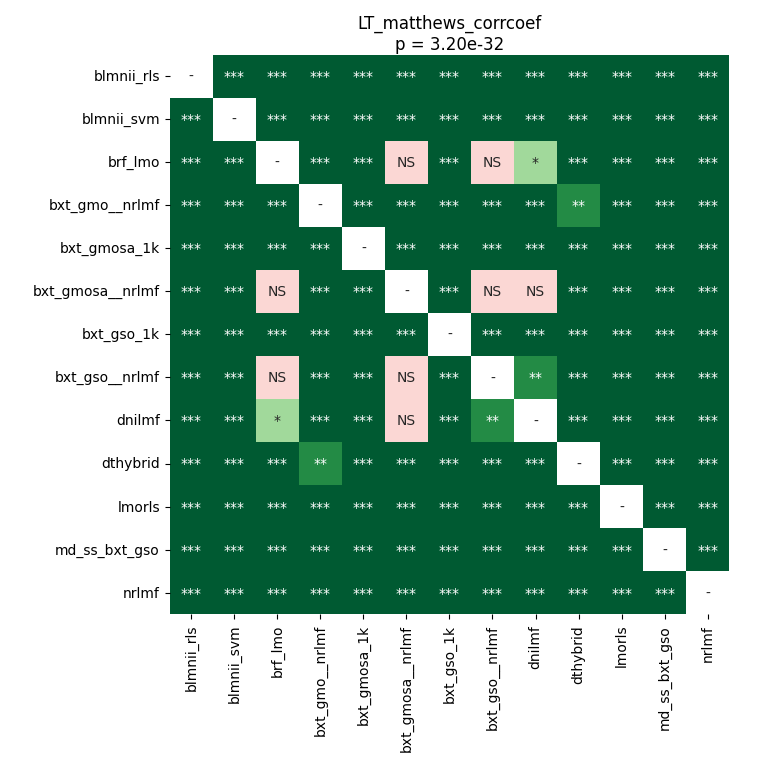 LT_matthews_corrcoef
p = 3.20e-32
blmnii_rls - *** *** *** *** *** *** *** *** *** *** *** ***
blmnii_svm *** - *** *** *** *** *** *** *** *** *** *** ***
brf_lmo *** *** - *** *** NS *** NS * *** *** *** ***
bxt_gmo__nrlmf *** *** *** - *** *** *** *** *** ** *** *** ***
bxt_gmosa_1k *** *** *** *** - *** *** *** *** *** *** *** ***
bxt_gmosa__nrlmf *** *** NS *** *** - *** NS NS *** *** *** ***
bxt_gso_1k *** *** *** *** *** *** - *** *** *** *** *** ***
bxt_gso__nrlmf *** *** NS *** *** NS *** - ** *** *** *** ***
dnilmf *** *** * *** *** NS *** ** - *** *** *** ***
dthybrid *** *** *** ** *** *** *** *** *** - *** *** ***
lmorls *** *** *** *** *** *** *** *** *** *** - *** ***
md_ss_bxt_gso *** *** *** *** *** *** *** *** *** *** *** - ***
nrlmf *** *** *** *** *** *** *** *** *** *** *** *** -
blmnii_rls
blmnii_svm
brf_lmo
bxt_gmo__nrlmf
bxt_gmosa_1k
bxt_gmosa__nrlmf
bxt_gso_1k
bxt_gso__nrlmf
dnilmf
dthybrid
lmorls
md_ss_bxt_gso
nrlmf